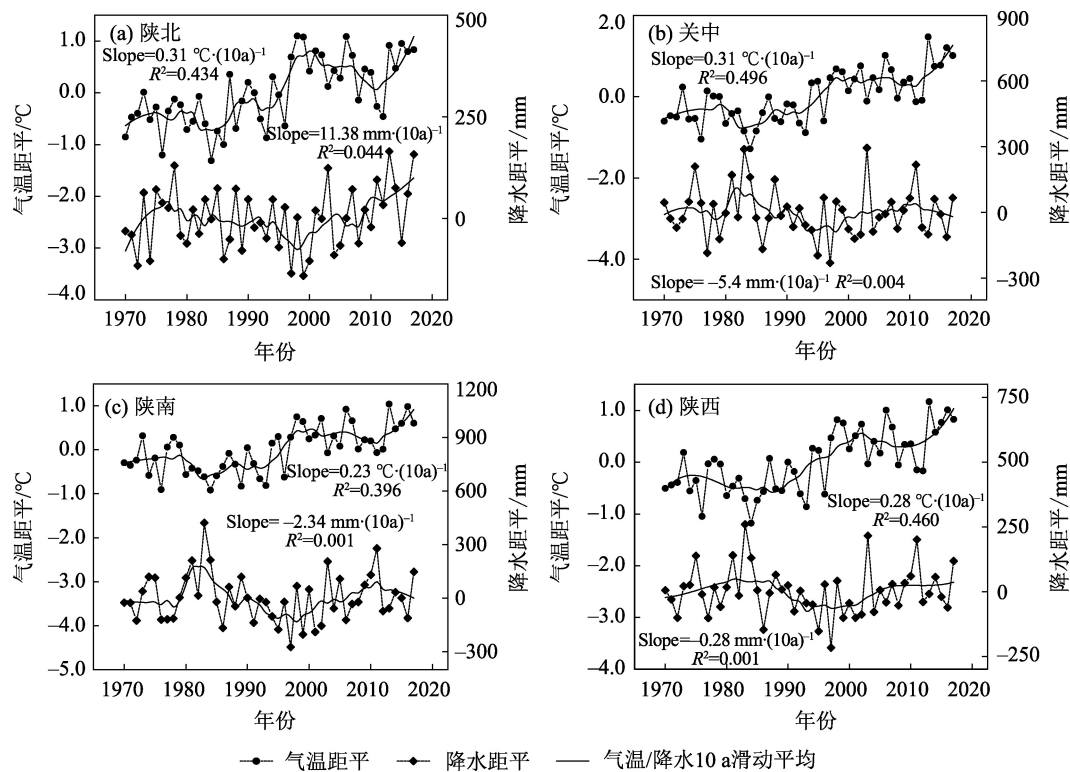 (a) 陕北
Slope=0.31 ℃·(10a)⁻¹
R²=0.434
Slope=11.38 mm·(10a)⁻¹
R²=0.044
气温距平/℃
1.0
0.0
−1.0
−2.0
−3.0
−4.0
降水距平/mm
500
250
0
1970 1980 1990 2000 2010 2020
年份
(b) 关中
Slope=0.31 ℃·(10a)⁻¹
R²=0.496
Slope= −5.4 mm·(10a)⁻¹ R²=0.004
气温距平/℃
2.0
0.0
−2.0
−4.0
降水距平/mm
900
600
300
0
−300
1970 1980 1990 2000 2010 2020
年份
(c) 陕南
Slope=0.23 ℃·(10a)⁻¹
R²=0.396
Slope= −2.34 mm·(10a)⁻¹
R²=0.001
气温距平/℃
1.0
0.0
−1.0
−2.0
−3.0
−4.0
−5.0
降水距平/mm
1200
900
600
300
0
−300
1970 1980 1990 2000 2010 2020
年份
(d) 陕西
Slope=0.28 ℃·(10a)⁻¹
R²=0.460
Slope=−0.28 mm·(10a)⁻¹
R²=0.001
气温距平/℃
1.0
0.0
−1.0
−2.0
−3.0
−4.0
降水距平/mm
750
500
250
0
−250
1970 1980 1990 2000 2010 2020
年份
气温距平 降水距平 气温/降水10 a滑动平均